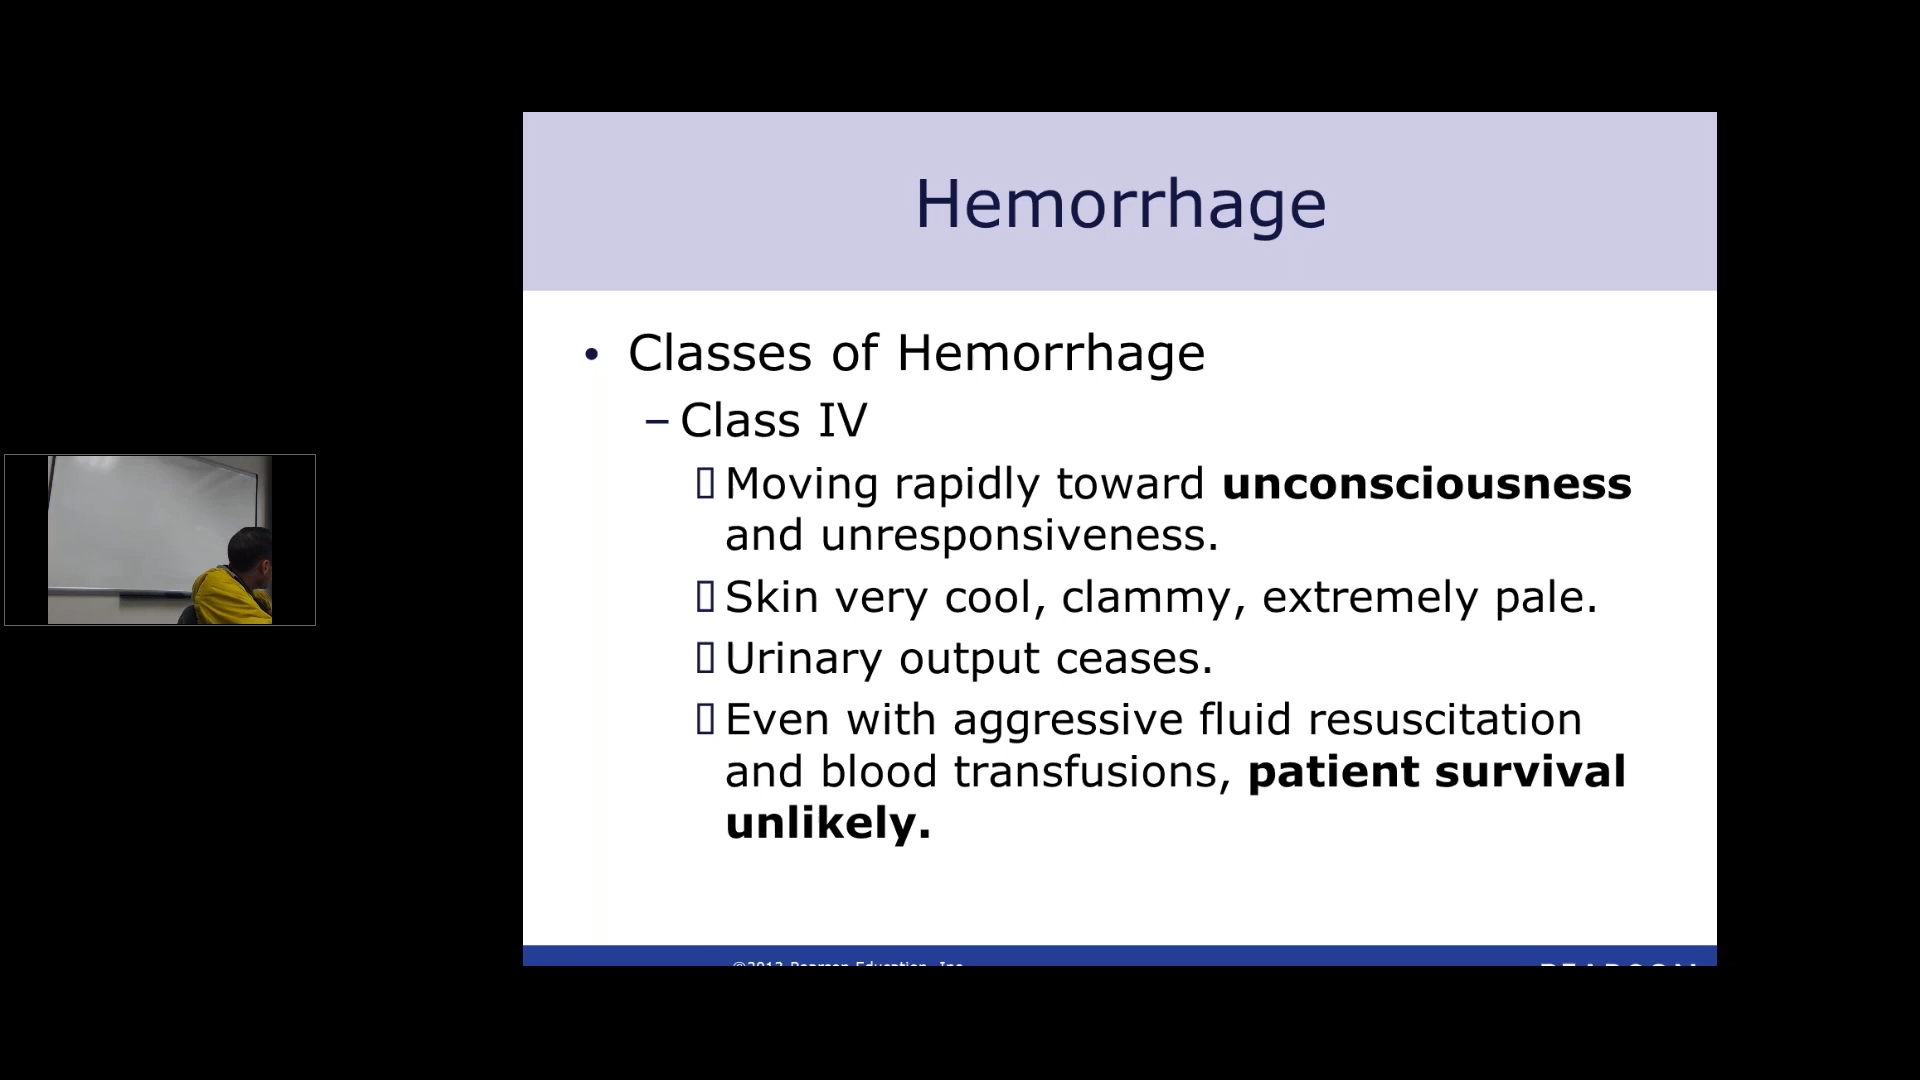 Hemorrhage
• Classes of Hemorrhage
– Class IV
Moving rapidly toward unconsciousness
and unresponsiveness.
Skin very cool, clammy, extremely pale.
Urinary output ceases.
Even with aggressive fluid resuscitation
and blood transfusions, patient survival
unlikely.
©2013 Pearson Education, Inc.
PEARSON